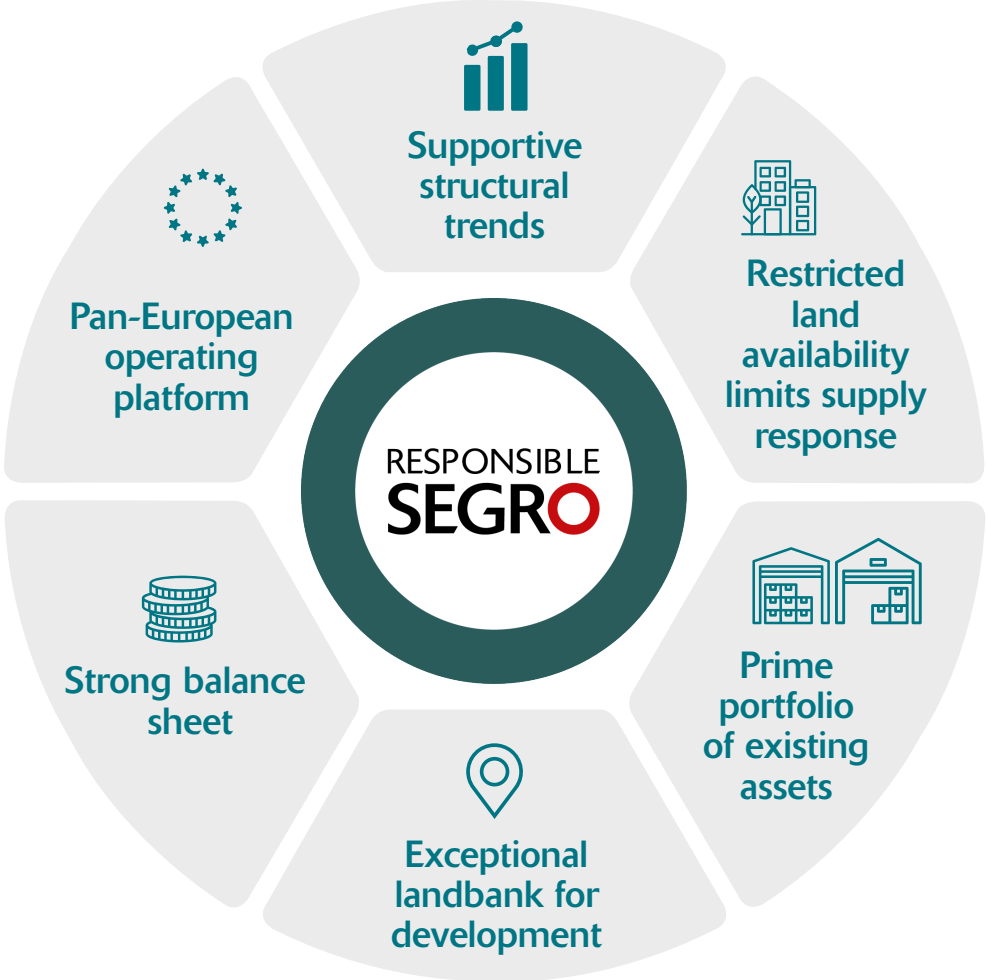 Supportive
structural
trends
Restricted
land
availability
limits supply
response
Prime
portfolio
of existing
assets
Exceptional
landbank for
development
Strong balance
sheet
Pan-European
operating
platform
RESPONSIBLE
SEGRO